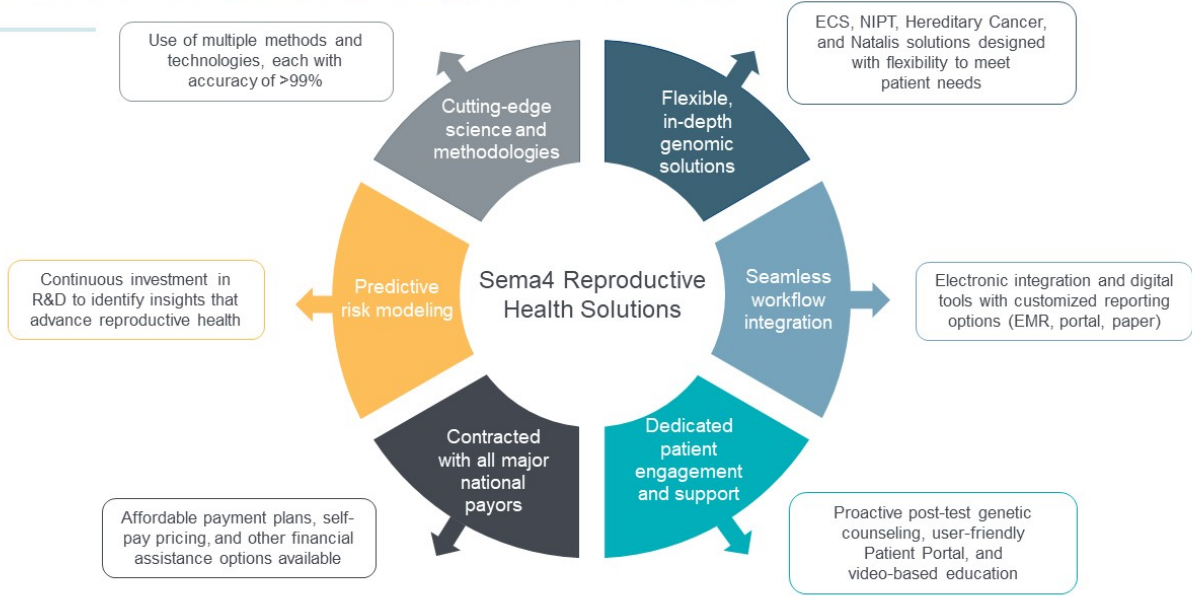 Use of multiple methods and
technologies, each with
accuracy of >99%
Cutting-edge
science and
methodologies
ECS, NIPT, Hereditary Cancer,
and Natalis solutions designed
with flexibility to meet
patient needs
Flexible,
in-depth
genomic
solutions
Continuous investment in
R&D to identify insights that
advance reproductive health
Predictive
risk modeling
Sema4 Reproductive
Health Solutions
Seamless
workflow
integration
Electronic integration and digital
tools with customized reporting
options (EMR, portal, paper)
Contracted
with all major
national
payors
Affordable payment plans, self-
pay pricing, and other financial
assistance options available
Dedicated
patient
engagement
and support
Proactive post-test genetic
counseling, user-friendly
Patient Portal, and
video-based education